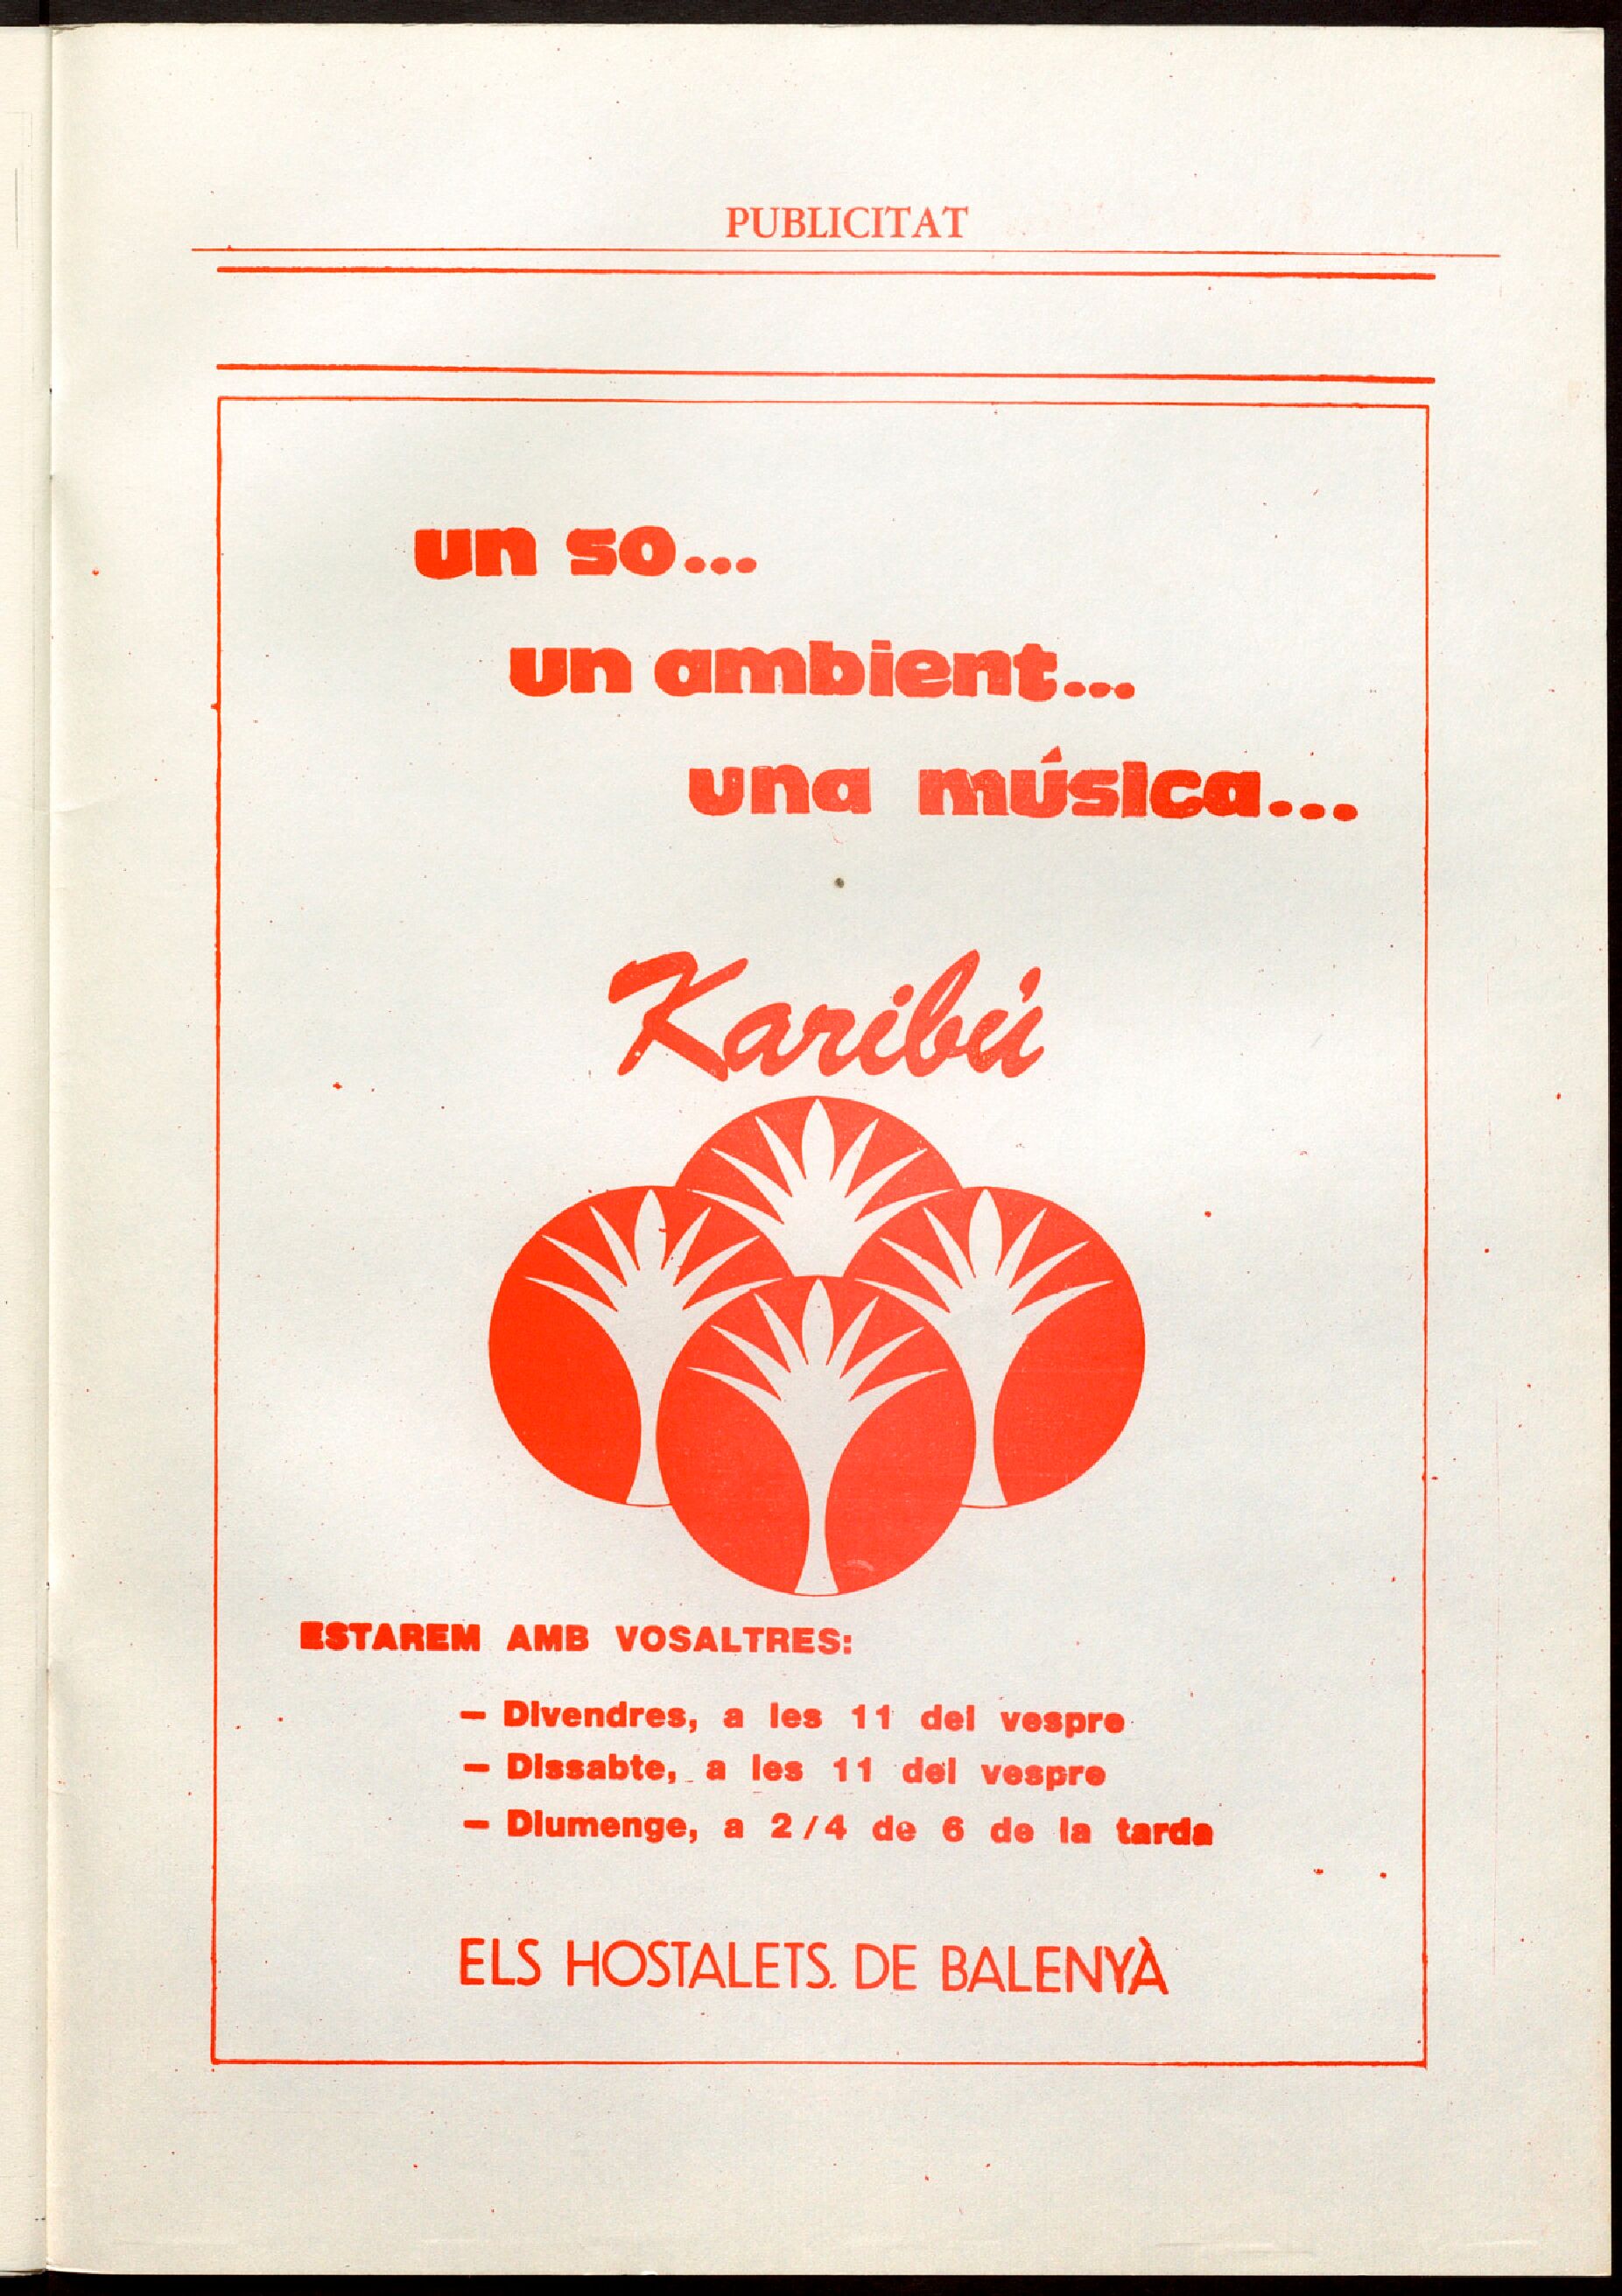 PUBLICITAT
un so...
un ambient...
una música...
Karibú
ESTAREM AMB VOSALTRES:
— Divendres, a les 11 del vespre
— Dissabte, a les 11 del vespre
— Diumenge, a 2/4 de 6 de la tarda
ELS HOSTALETS. DE BALENYÀ